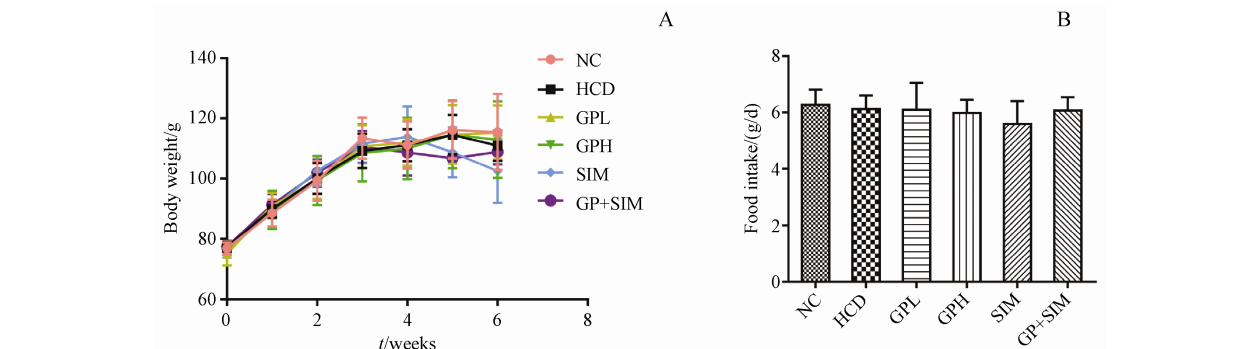 A
Body weight/g
140
120
100
80
60
0
2
4
6
8
t/weeks
NC
HCD
GPL
GPH
SIM
GP+SIM
B
Food intake/(g/d)
8
6
4
2
0
NC
HCD
GPL
GPH
SIM
GP+SIM